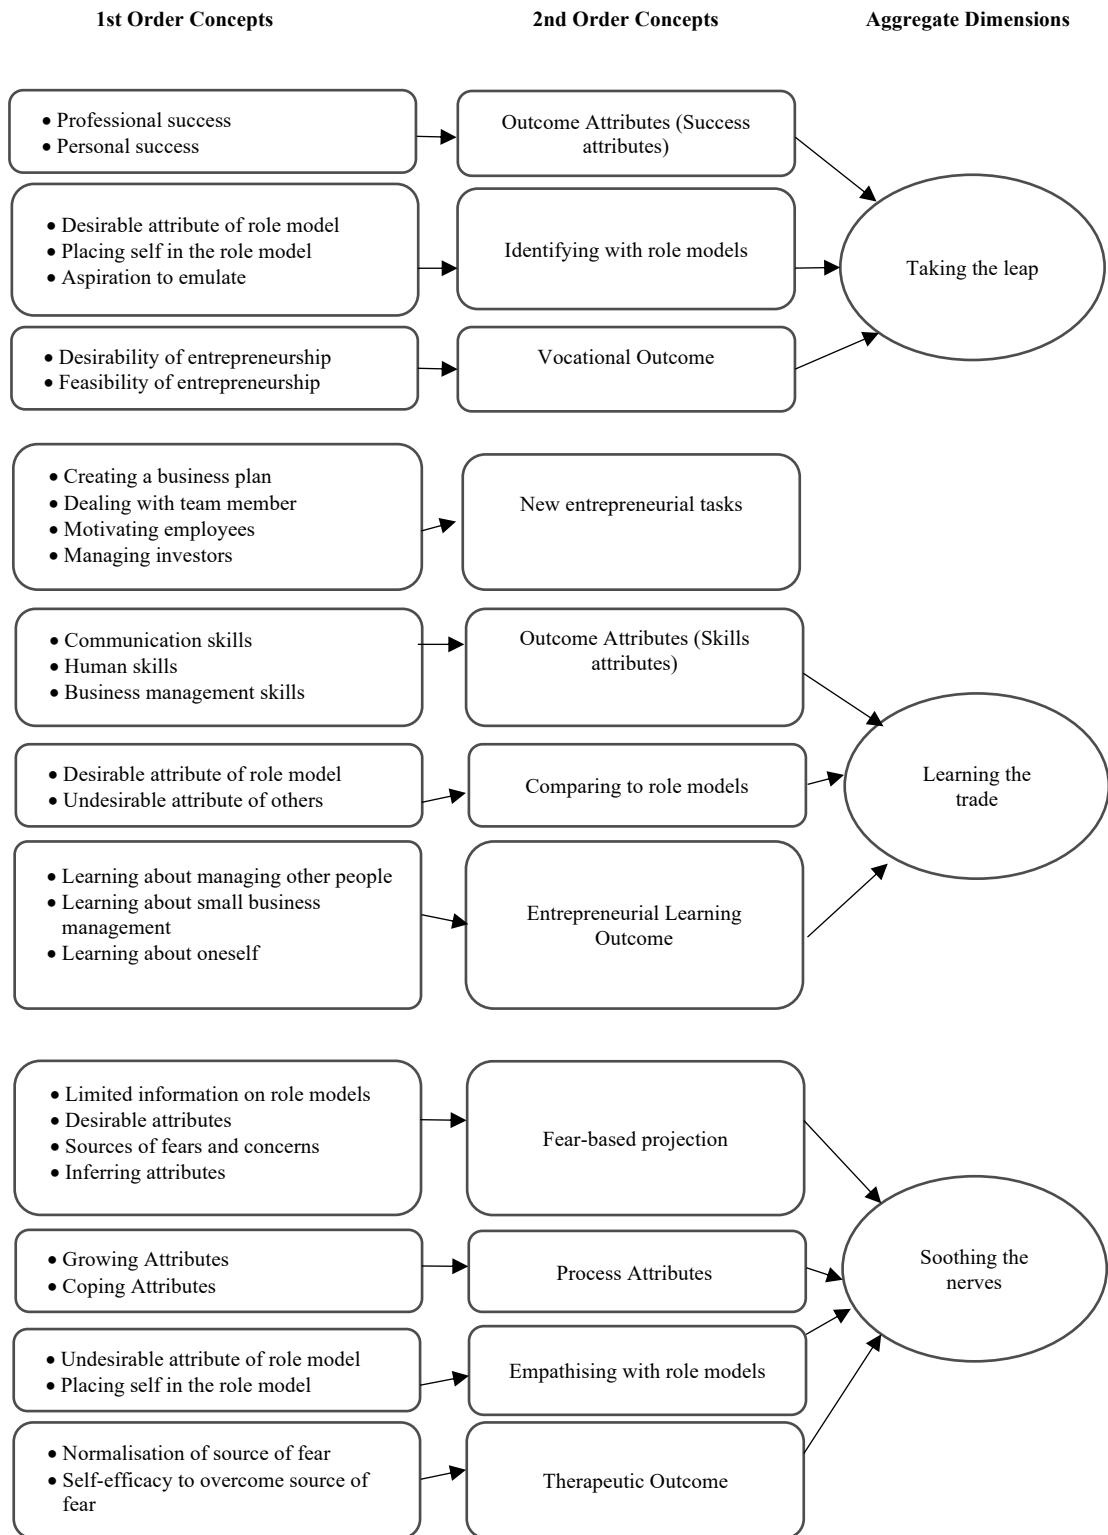 1st Order Concepts
2nd Order Concepts
Aggregate Dimensions
• Professional success
• Personal success
Outcome Attributes (Success
attributes)
• Desirable attribute of role model
• Placing self in the role model
• Aspiration to emulate
Identifying with role models
• Desirability of entrepreneurship
• Feasibility of entrepreneurship
Vocational Outcome
Taking the leap
• Creating a business plan
• Dealing with team member
• Motivating employees
• Managing investors
New entrepreneurial tasks
• Communication skills
• Human skills
• Business management skills
Outcome Attributes (Skills
attributes)
• Desirable attribute of role model
• Undesirable attribute of others
Comparing to role models
• Learning about managing other people
• Learning about small business
management
• Learning about oneself
Entrepreneurial Learning
Outcome
Learning the
trade
• Limited information on role models
• Desirable attributes
• Sources of fears and concerns
• Inferring attributes
Fear-based projection
• Growing Attributes
• Coping Attributes
Process Attributes
• Undesirable attribute of role model
• Placing self in the role model
Empathising with role models
• Normalisation of source of fear
• Self-efficacy to overcome source of
fear
Therapeutic Outcome
Soothing the
nerves